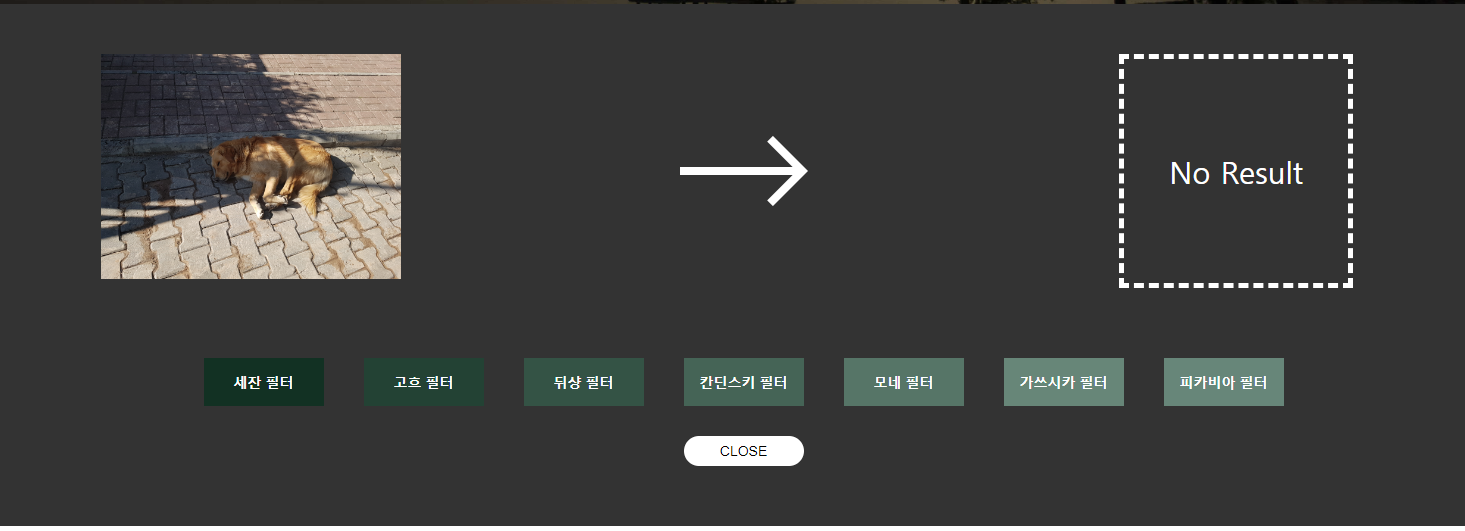 No Result
세잔 필터
고흐 필터
뒤샹 필터
칸딘스키 필터
모네 필터
가쓰시카 필터
피카비아 필터
CLOSE